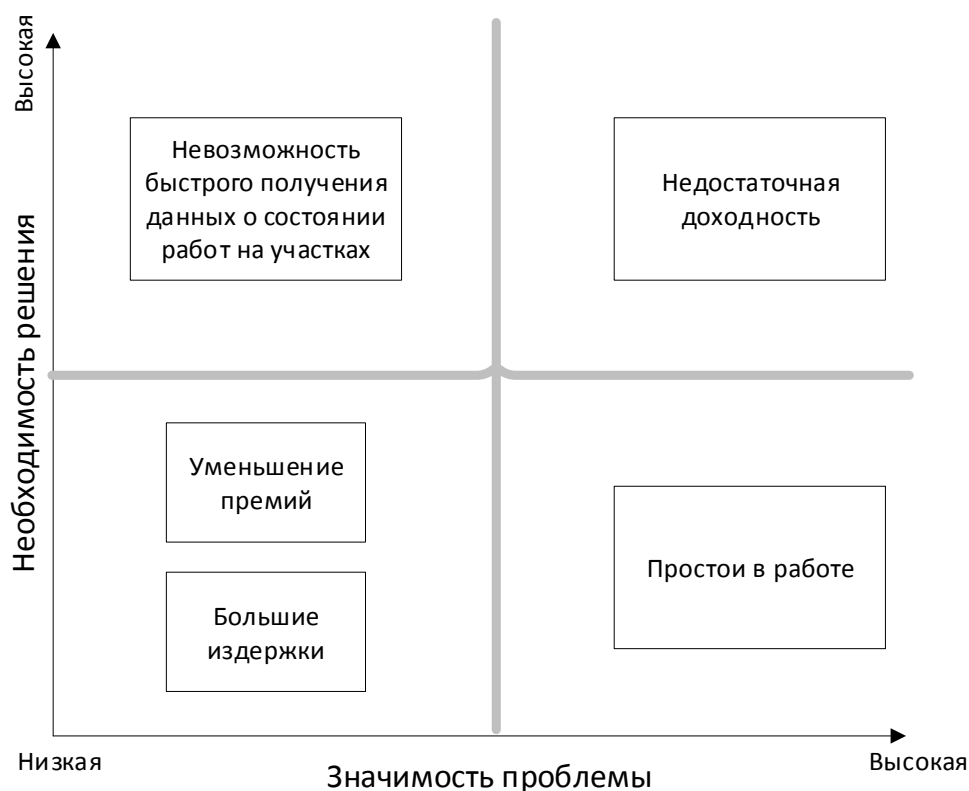 Высокая
Необходимость решения
Невозможность
быстрого получения
данных о состоянии
работ на участках
Недостаточная
доходность
Уменьшение
премий
Большие
издержки
Простои в работе
Низкая
Значимость проблемы
Высокая